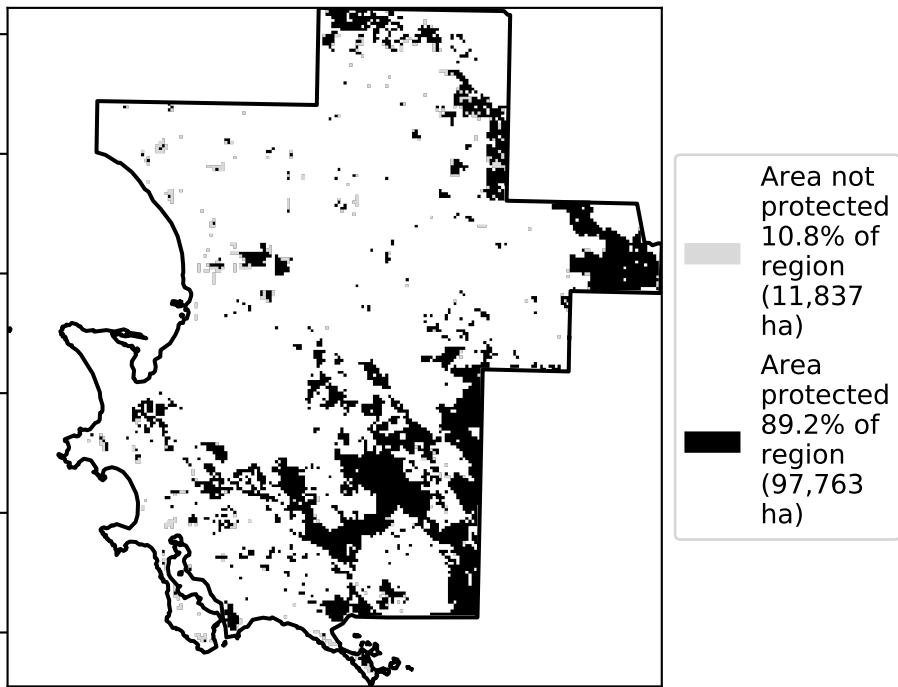 Area not
protected
10.8% of
region
(11,837
ha)
Area
protected
89.2% of
region
(97,763
ha)